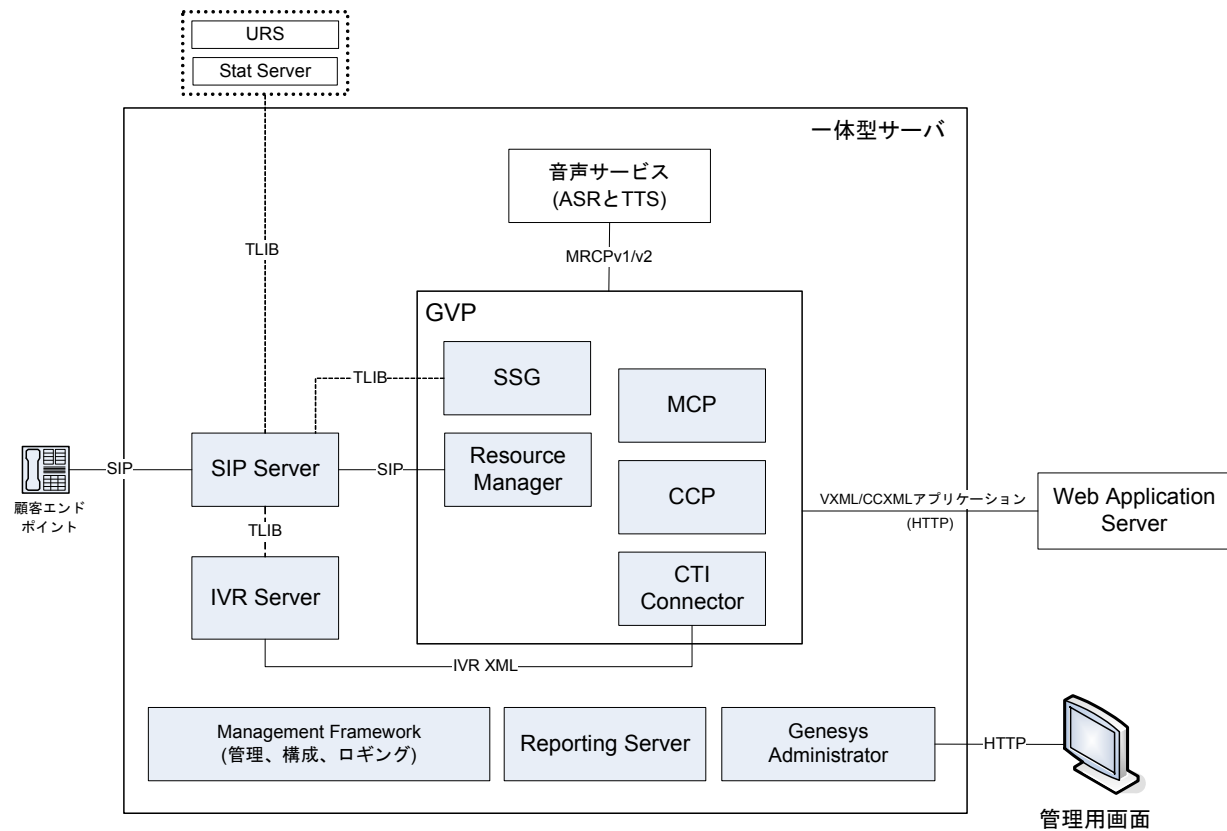 URS
Stat Server
一体型サーバ
音声サービス
(ASRとTTS)
TLIB
MRCPv1/v2
GVP
SSG
TLIB
MCP
SIP
SIP Server
SIP
Resource
Manager
顧客エンド
ポイント
CCP
VXML/CCXMLアプリケーション
(HTTP)
Web Application
Server
TLIB
IVR Server
CTI
Connector
IVR XML
Management Framework
(管理、構成、ロギング)
Reporting Server
Genesys
Administrator
HTTP
管理用画面